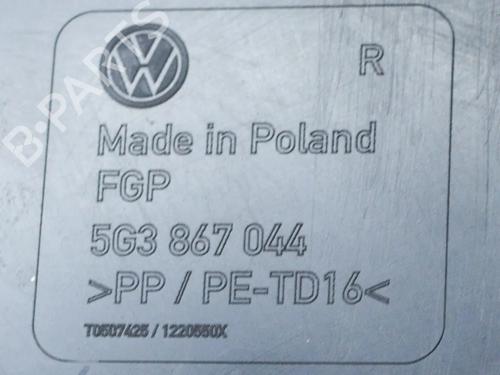 R
Made in Poland
FGP
5G3 867 044
>PP / PE-TD16<
T0507425 / 1220550X
B-PARTS